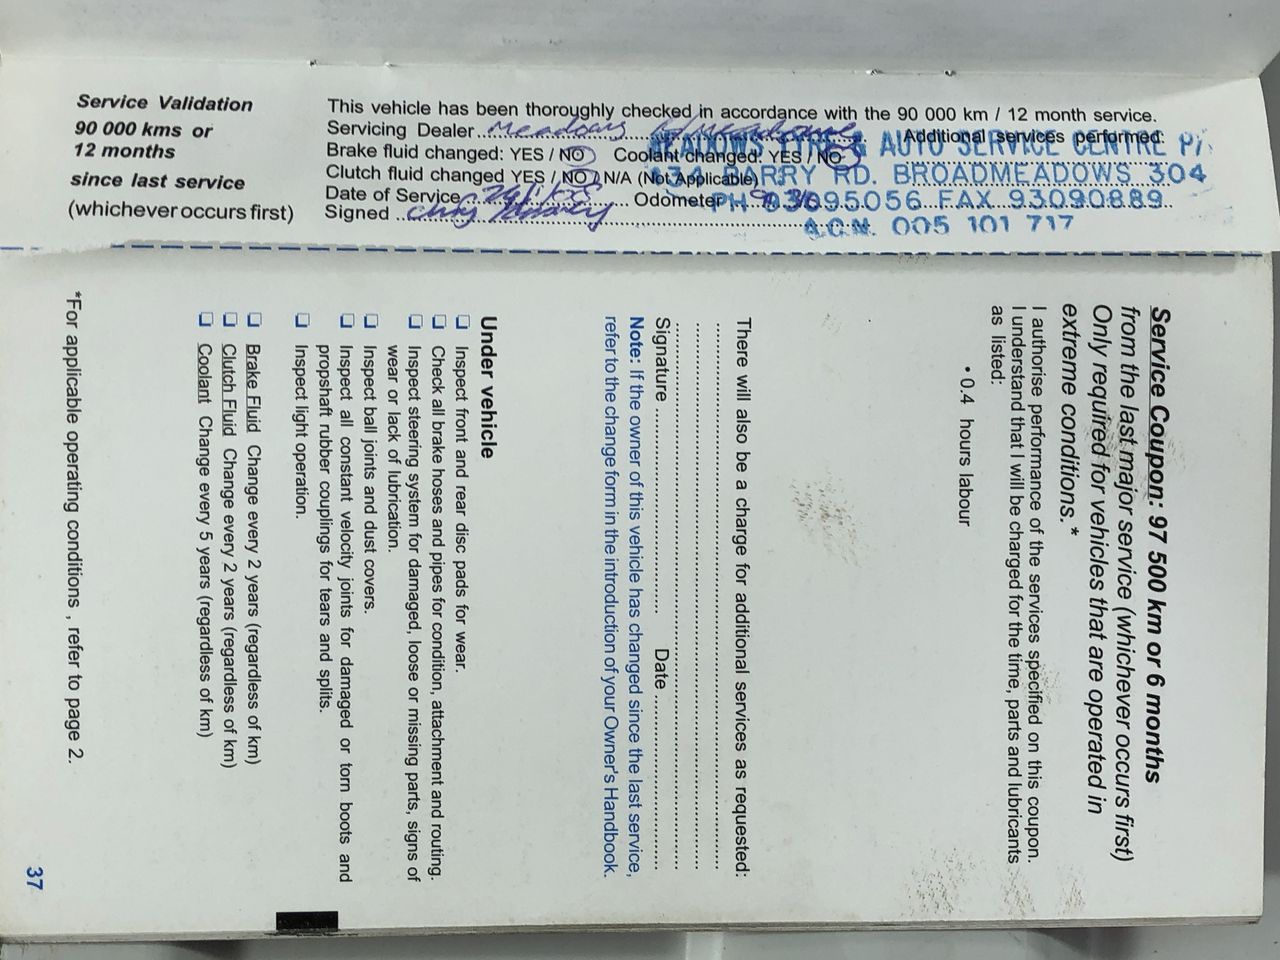 Service Validation
90 000 kms or
12 months
since last service
(whichever occurs first)
This vehicle has been thoroughly checked in accordance with the 90 000 km / 12 month service.
Servicing Dealer Meadows
Additional services performed:
Brake fluid changed: YES / NO Coolant changed: YES / NO
Clutch fluid changed YES / NO / N/A (Not Applicable)
Date of Service Odometer
Signed
MEADOWS TYRE & AUTO SERVICE CENTRE P/
BARRY RD. BROADMEADOWS 304
PH 93095056 FAX 93090889
A.C.N. 005 101 717
Service Coupon: 97 500 km or 6 months
from the last major service (whichever occurs first)
Only required for vehicles that are operated in
extreme conditions.*
I authorise performance of the services specified on this coupon.
I understand that I will be charged for the time, parts and lubricants
as listed:
• 0.4 hours labour
There will also be a charge for additional services as requested:
Signature Date
Note: If the owner of this vehicle has changed since the last service,
refer to the change form in the introduction of your Owner's Handbook.
Under vehicle
❑ Inspect front and rear disc pads for wear.
❑ Check all brake hoses and pipes for condition, attachment and routing.
❑ Inspect steering system for damaged, loose or missing parts, signs of
wear or lack of lubrication.
❑ Inspect ball joints and dust covers.
❑ Inspect all constant velocity joints for damaged or torn boots and
propshaft rubber couplings for tears and splits.
❑ Inspect light operation.
❑ Brake Fluid Change every 2 years (regardless of km)
❑ Clutch Fluid Change every 2 years (regardless of km)
❑ Coolant Change every 5 years (regardless of km)
*For applicable operating conditions , refer to page 2.
37